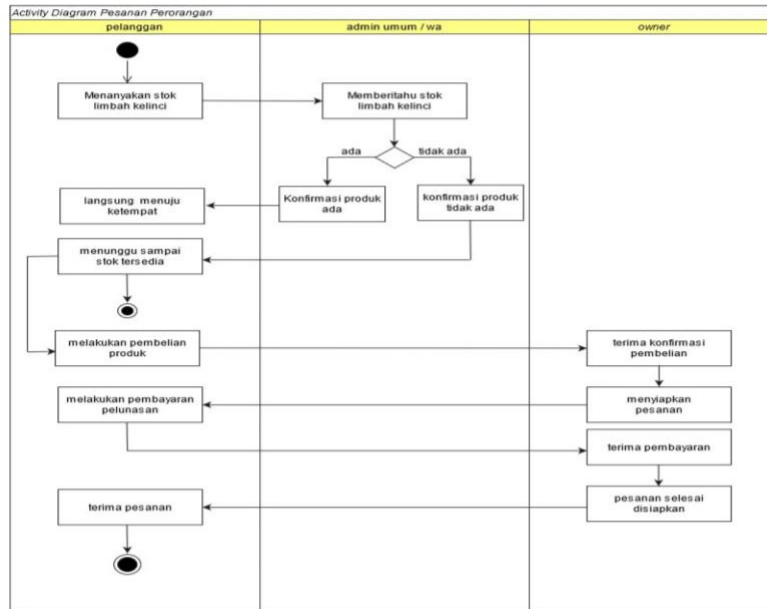 Activity Diagram Pesanan Perorangan
pelanggan
admin umum / wa
owner
Menanyakan stok
limbah kelinci
Memberitahu stok
limbah kelinci
ada
tidak ada
langsung menuju
ketempat
Konfirmasi produk
ada
konfirmasi produk
tidak ada
menunggu sampai
stok tersedia
melakukan pembelian
produk
terima konfirmasi
pembelian
melakukan pembayaran
pelunasan
menyiapkan
pesanan
terima pembayaran
terima pesanan
pesanan selesai
disiapkan